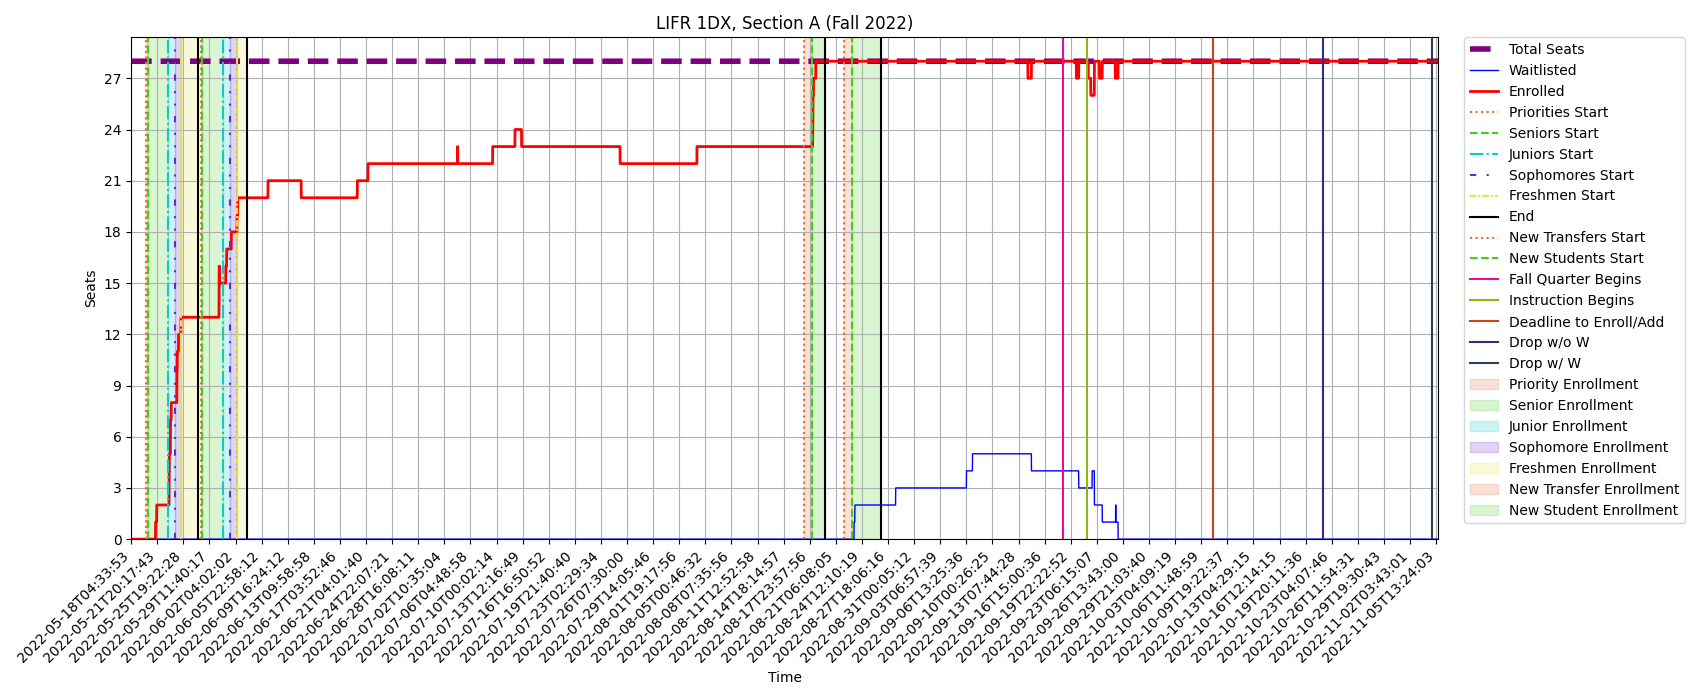 LIFR 1DX, Section A (Fall 2022)
Seats
27
24
21
18
15
12
9
6
3
0
2022-05-18T04:33:53
2022-05-21T20:17:43
2022-05-25T19:22:28
2022-05-29T11:40:17
2022-06-02T04:02:02
2022-06-05T22:58:12
2022-06-09T16:24:12
2022-06-13T09:58:58
2022-06-17T03:52:46
2022-06-21T04:01:40
2022-06-24T22:07:21
2022-06-28T16:08:11
2022-07-02T10:35:04
2022-07-06T04:48:58
2022-07-10T00:02:14
2022-07-13T12:16:49
2022-07-16T16:50:52
2022-07-19T21:40:40
2022-07-23T02:29:34
2022-07-26T07:30:00
2022-07-29T14:05:46
2022-08-01T19:17:56
2022-08-05T00:46:32
2022-08-08T07:35:56
2022-08-11T12:52:58
2022-08-14T18:14:57
2022-08-17T23:57:56
2022-08-21T06:08:05
2022-08-24T12:10:19
2022-08-27T18:06:16
2022-08-31T00:05:12
2022-09-03T06:57:39
2022-09-06T13:25:36
2022-09-10T00:26:25
2022-09-13T07:44:28
2022-09-16T15:00:36
2022-09-19T22:22:52
2022-09-23T06:15:07
2022-09-26T13:43:00
2022-09-29T21:03:40
2022-10-03T04:09:19
2022-10-06T11:48:59
2022-10-09T19:22:37
2022-10-13T04:29:15
2022-10-16T12:14:15
2022-10-19T20:11:36
2022-10-23T04:07:46
2022-10-26T11:54:31
2022-10-29T19:30:43
2022-11-02T03:43:01
2022-11-05T13:24:03
Time
Total Seats
Waitlisted
Enrolled
Priorities Start
Seniors Start
Juniors Start
Sophomores Start
Freshmen Start
End
New Transfers Start
New Students Start
Fall Quarter Begins
Instruction Begins
Deadline to Enroll/Add
Drop w/o W
Drop w/ W
Priority Enrollment
Senior Enrollment
Junior Enrollment
Sophomore Enrollment
Freshmen Enrollment
New Transfer Enrollment
New Student Enrollment